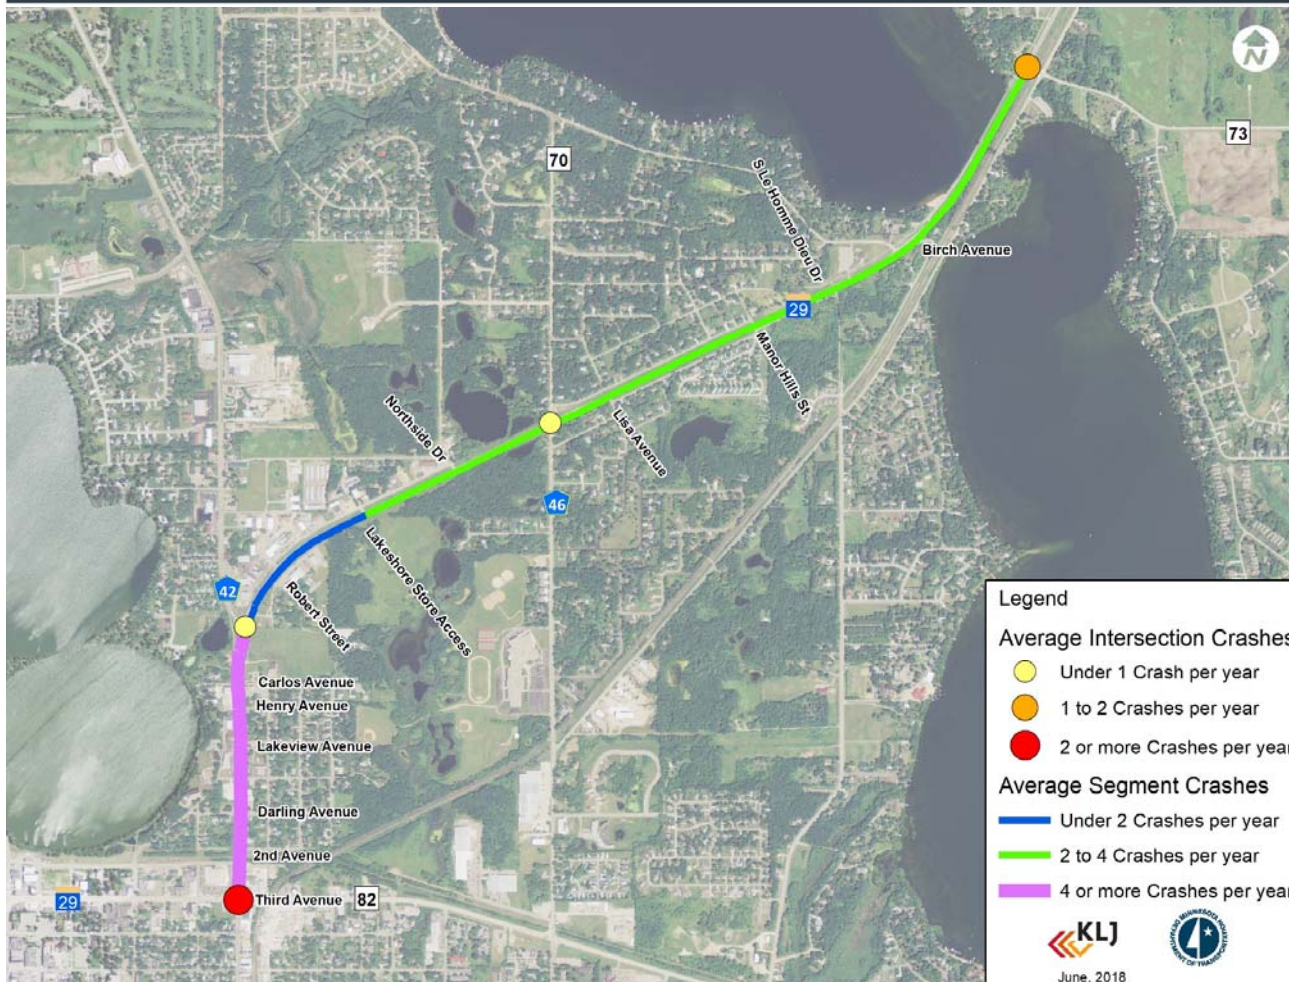 N
73
70
S Le Homme Dieu Dr
Birch Avenue
29
Manor Hills St
Northside Dr
Lisa Avenue
46
Lakeshore Store Access
42
Robert Street
Carlos Avenue
Henry Avenue
Lakeview Avenue
Darling Avenue
2nd Avenue
29
Third Avenue
82
Legend
Average Intersection Crashes
Under 1 Crash per year
1 to 2 Crashes per year
2 or more Crashes per year
Average Segment Crashes
Under 2 Crashes per year
2 to 4 Crashes per year
4 or more Crashes per year
KLJ
MINNESOTA
DEPARTMENT OF TRANSPORTATION
June, 2018